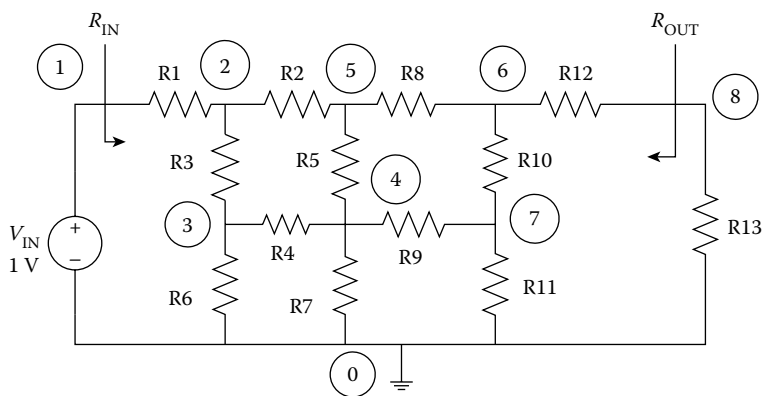 R_IN
R_OUT
1
R1
2
R2
5
R8
6
R12
8
R3
R5
4
R10
3
7
R13
V_IN
1 V
+
–
R4
R9
R6
R7
R11
0